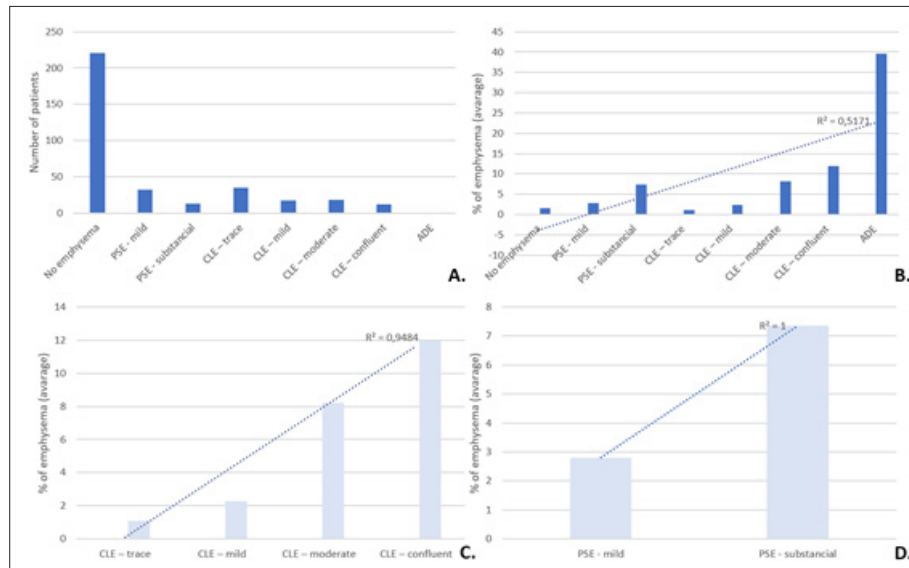 Number of patients
250
200
150
100
50
0
No emphysema
PSE - mild
PSE - substancial
CLE – trace
CLE – mild
CLE – moderate
CLE – confluent
ADE
A.
% of emphysema (avarage)
45
40
35
30
25
20
15
10
5
0
-5
-10
R² = 0,5171
No emphysema
PSE - mild
PSE - substancial
CLE – trace
CLE – mild
CLE – moderate
CLE – confluent
ADE
B.
% of emphysema (avarage)
14
12
10
8
6
4
2
0
R² = 0,9484
CLE – trace
CLE – mild
CLE – moderate
CLE – confluent
C.
% of emphysema (avarage)
8
7
6
5
4
3
2
1
0
R² = 1
PSE - mild
PSE - substancial
D.